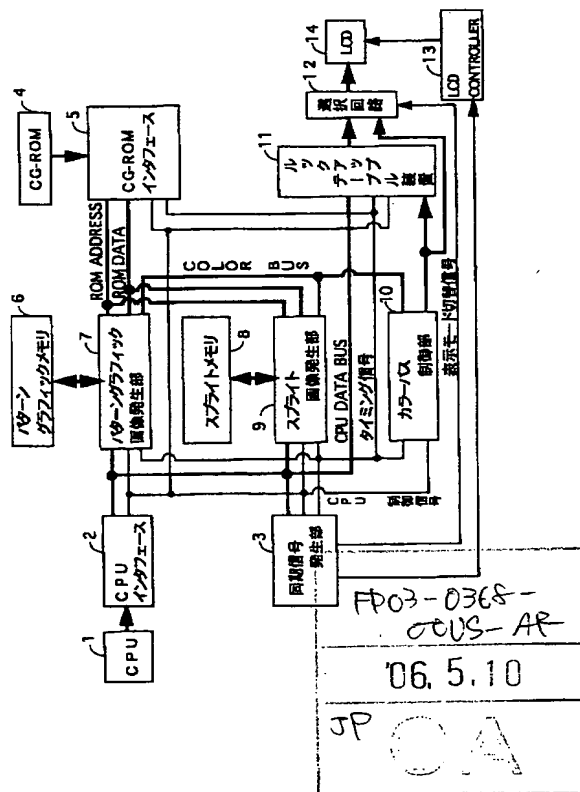 1
CPU
2
CPU
インタフェース
3
同期信号
発生部
4
CG-ROM
5
CG-ROM
インタフェース
ROM ADDRESS
ROM DATA
6
パターン
グラフィックメモリ
7
パターングラフィック
画像発生部
8
スプライトメモリ
9
スプライト
画像発生部
COLOR BUS
CPU DATA BUS
タイミング信号
CPU 制御信号
10
カラーバス
制御部
表示モード切替信号
11
ルックアップ
テーブル装置
12
選択回路
13
LCD
CONTROLLER
14
LCD
FP03-0368-
00US-AP
'06.5.10
JP
OA